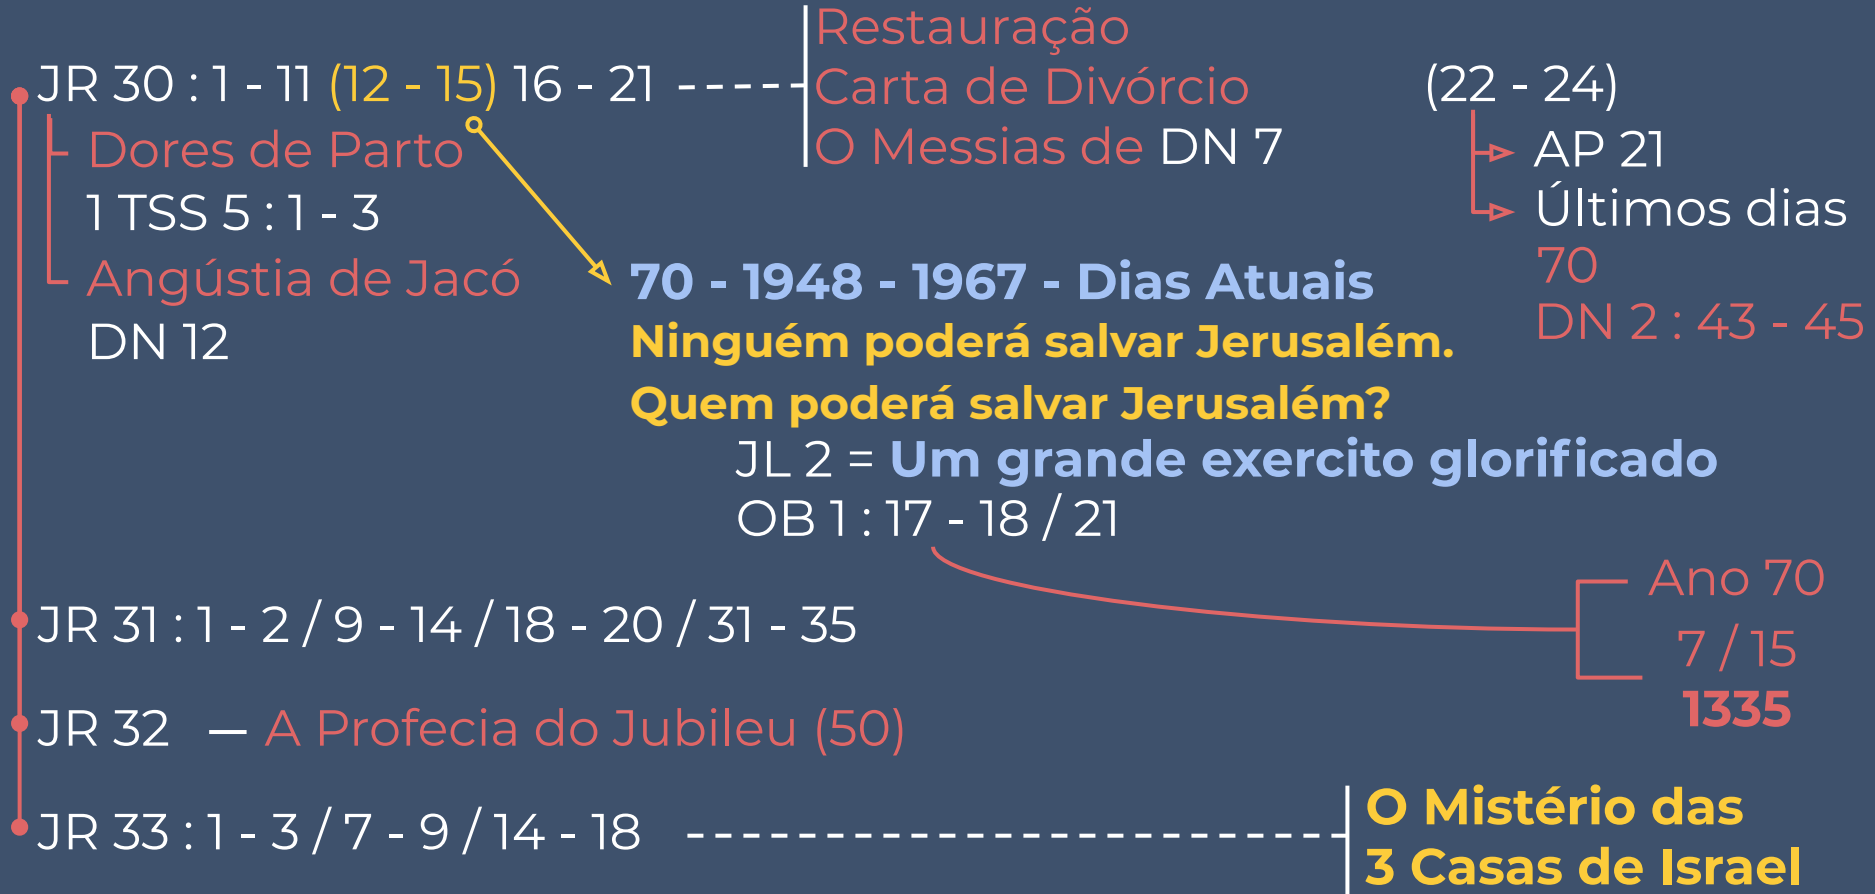 JR 30 : 1 - 11 (12 - 15) 16 - 21
Restauração
Carta de Divórcio
O Messias de DN 7
(22 - 24)
AP 21
Últimos dias
70
DN 2 : 43 - 45
Dores de Parto
1 TSS 5 : 1 - 3
Angústia de Jacó
DN 12
70 - 1948 - 1967 - Dias Atuais
Ninguém poderá salvar Jerusalém.
Quem poderá salvar Jerusalém?
JL 2 = Um grande exercito glorificado
OB 1 : 17 - 18 / 21
Ano 70
7 / 15
1335
JR 31 : 1 - 2 / 9 - 14 / 18 - 20 / 31 - 35
JR 32 — A Profecia do Jubileu (50)
JR 33 : 1 - 3 / 7 - 9 / 14 - 18
O Mistério das
3 Casas de Israel